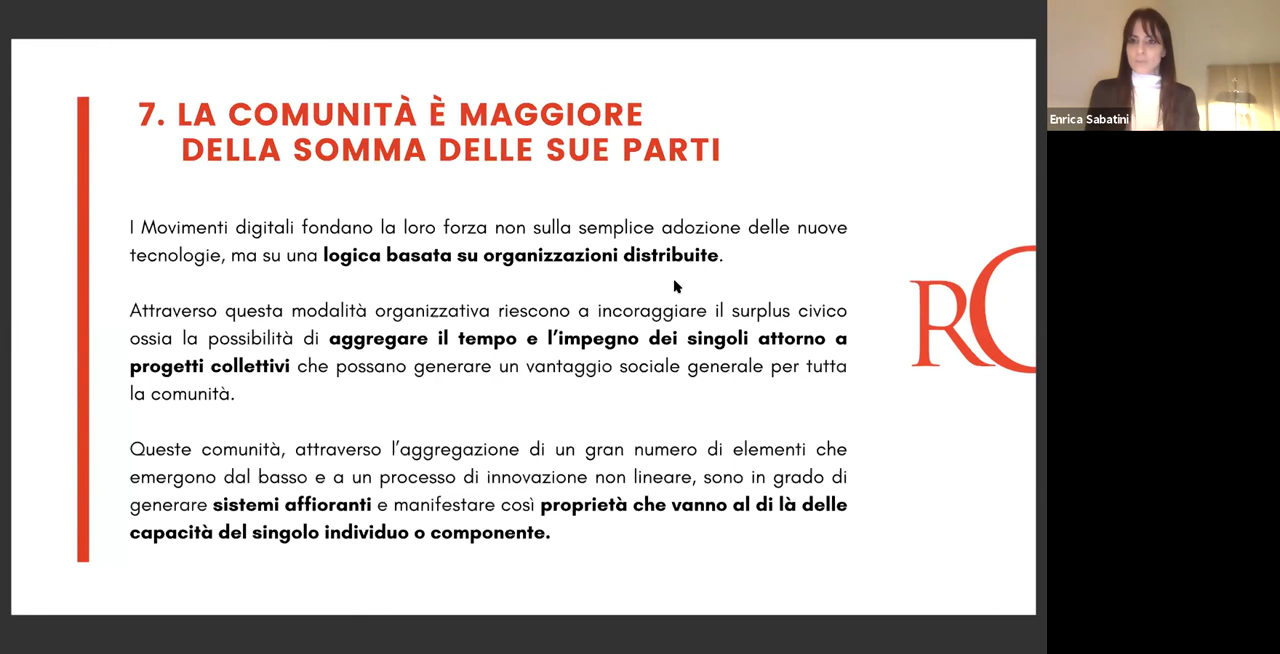 7. LA COMUNITÀ È MAGGIORE
DELLA SOMMA DELLE SUE PARTI
I Movimenti digitali fondano la loro forza non sulla semplice adozione delle nuove
tecnologie, ma su una logica basata su organizzazioni distribuite.
Attraverso questa modalità organizzativa riescono a incoraggiare il surplus civico
ossia la possibilità di aggregare il tempo e l’impegno dei singoli attorno a
progetti collettivi che possano generare un vantaggio sociale generale per tutta
la comunità.
Queste comunità, attraverso l’aggregazione di un gran numero di elementi che
emergono dal basso e a un processo di innovazione non lineare, sono in grado di
generare sistemi affioranti e manifestare così proprietà che vanno al di là delle
capacità del singolo individuo o componente.
RO
Enrica Sabatini